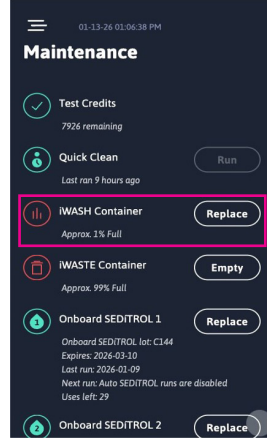 01-13-26 01:06:38 PM
Maintenance
Test Credits
7926 remaining
Quick Clean
Run
Last ran 9 hours ago
iWASH Container
Replace
Approx. 1% Full
iWASTE Container
Empty
Approx. 99% Full
1
Onboard SEDiTROL 1
Replace
Onboard SEDiTROL lot: C144
Expires: 2026-03-10
Last run: 2026-01-09
Next run: Auto SEDiTROL runs are disabled
Uses left: 29
2
Onboard SEDiTROL 2
Replace